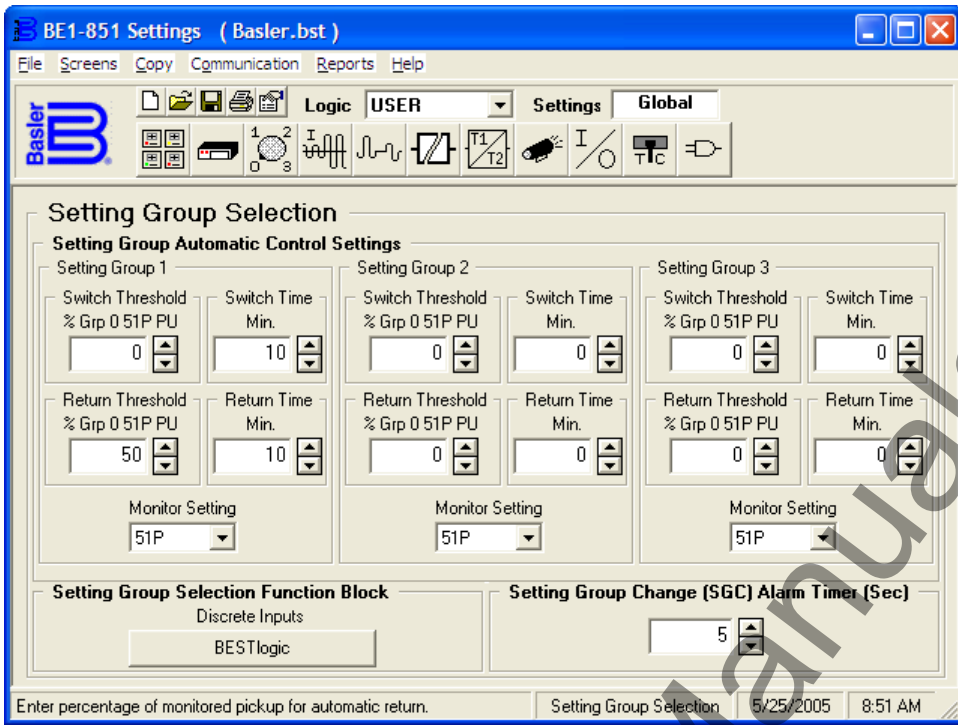 BE1-851 Settings ( Basler.bst )
File Screens Copy Communication Reports Help
Basler
B
Logic USER Settings Global
1 2 0 3
I
T1 T2
I O
T C
Setting Group Selection
Setting Group Automatic Control Settings
Setting Group 1 Setting Group 2 Setting Group 3
Switch Threshold Switch Time Switch Threshold Switch Time Switch Threshold Switch Time
% Grp 0 51P PU Min. % Grp 0 51P PU Min. % Grp 0 51P PU Min.
0 10 0 0 0 0
Return Threshold Return Time Return Threshold Return Time Return Threshold Return Time
% Grp 0 51P PU Min. % Grp 0 51P PU Min. % Grp 0 51P PU Min.
50 10 0 0 0 0
Monitor Setting Monitor Setting Monitor Setting
51P 51P 51P
Setting Group Selection Function Block Setting Group Change (SGC) Alarm Timer (Sec)
Discrete Inputs
BESTlogic 5
Enter percentage of monitored pickup for automatic return. Setting Group Selection 5/25/2005 8:51 AM
Manual